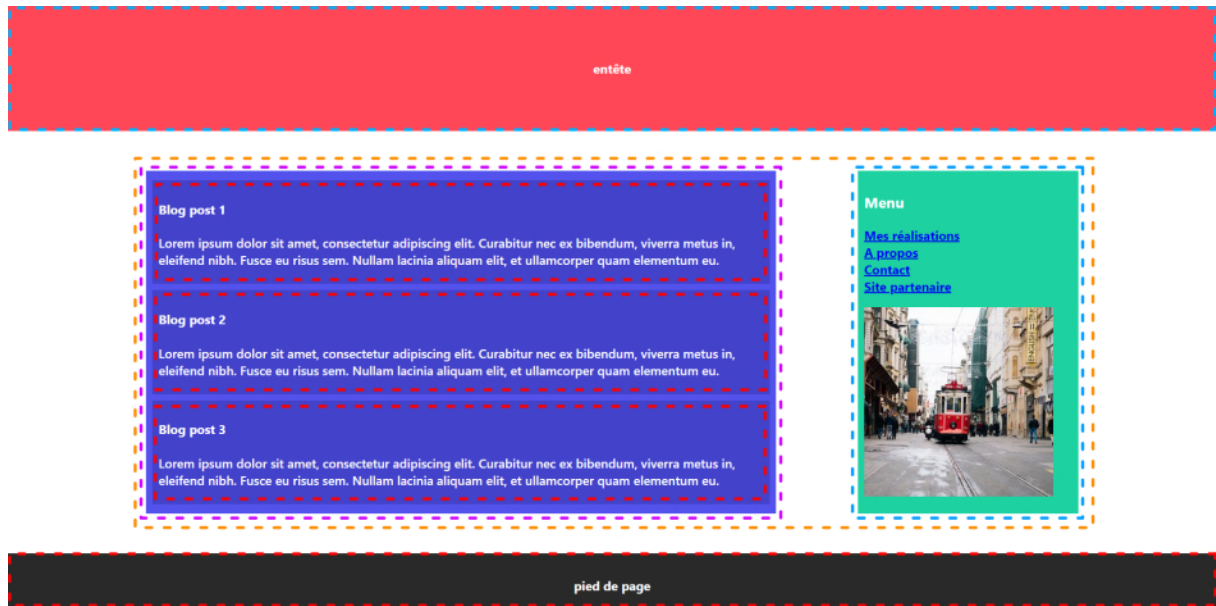 entête
Blog post 1
Lorem ipsum dolor sit amet, consectetur adipiscing elit. Curabitur nec ex bibendum, viverra metus in,
eleifend nibh. Fusce eu risus sem. Nullam lacinia aliquam elit, et ullamcorper quam elementum eu.
Blog post 2
Lorem ipsum dolor sit amet, consectetur adipiscing elit. Curabitur nec ex bibendum, viverra metus in,
eleifend nibh. Fusce eu risus sem. Nullam lacinia aliquam elit, et ullamcorper quam elementum eu.
Blog post 3
Lorem ipsum dolor sit amet, consectetur adipiscing elit. Curabitur nec ex bibendum, viverra metus in,
eleifend nibh. Fusce eu risus sem. Nullam lacinia aliquam elit, et ullamcorper quam elementum eu.
Menu
Mes réalisations
A propos
Contact
Site partenaire
pied de page